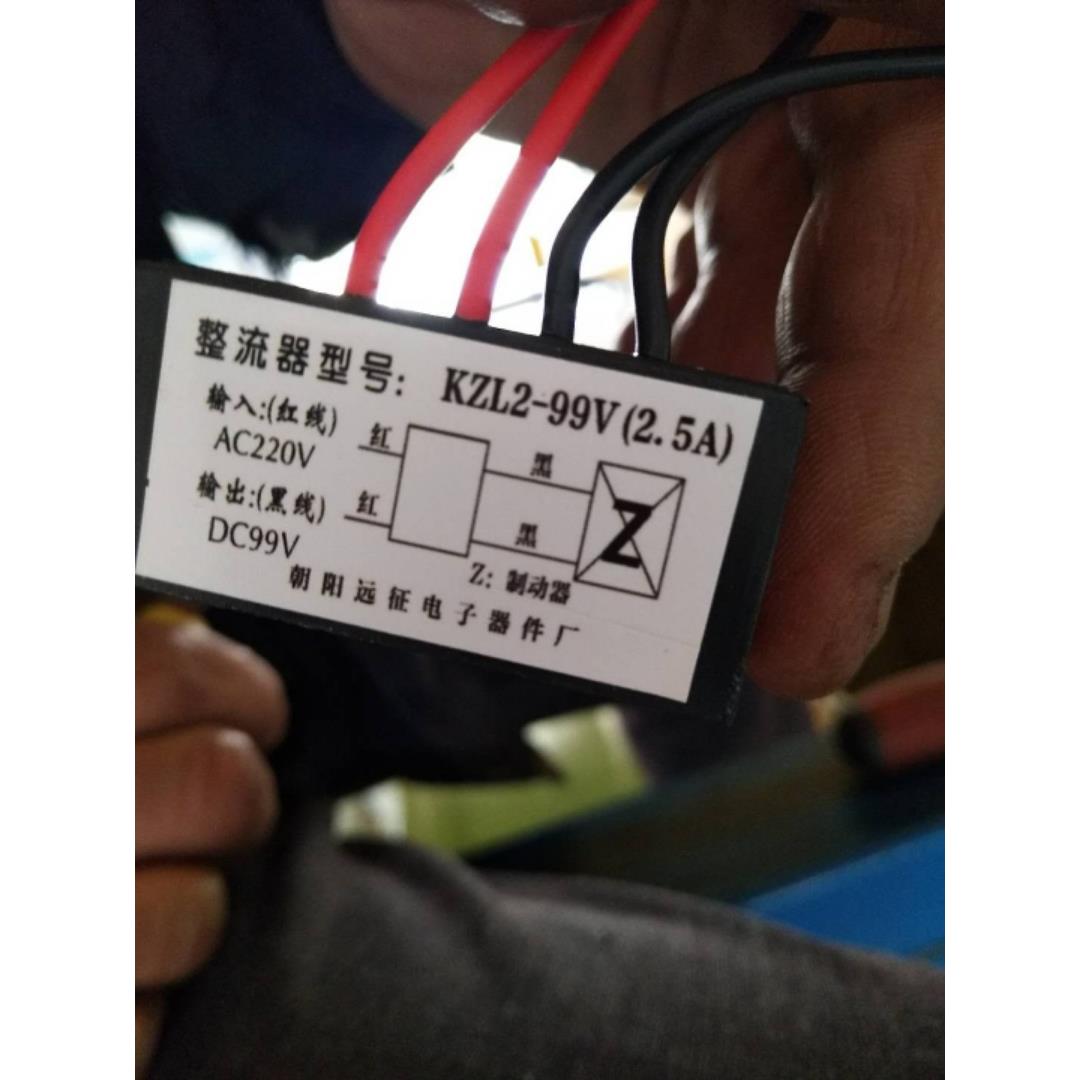 整流器型号: KZL2-99V(2.5A)
输入:(红线)
AC220V
输出:(黑线)
DC99V
红
黑
红
黑
Z
Z: 制动器
朝阳远征电子器件厂